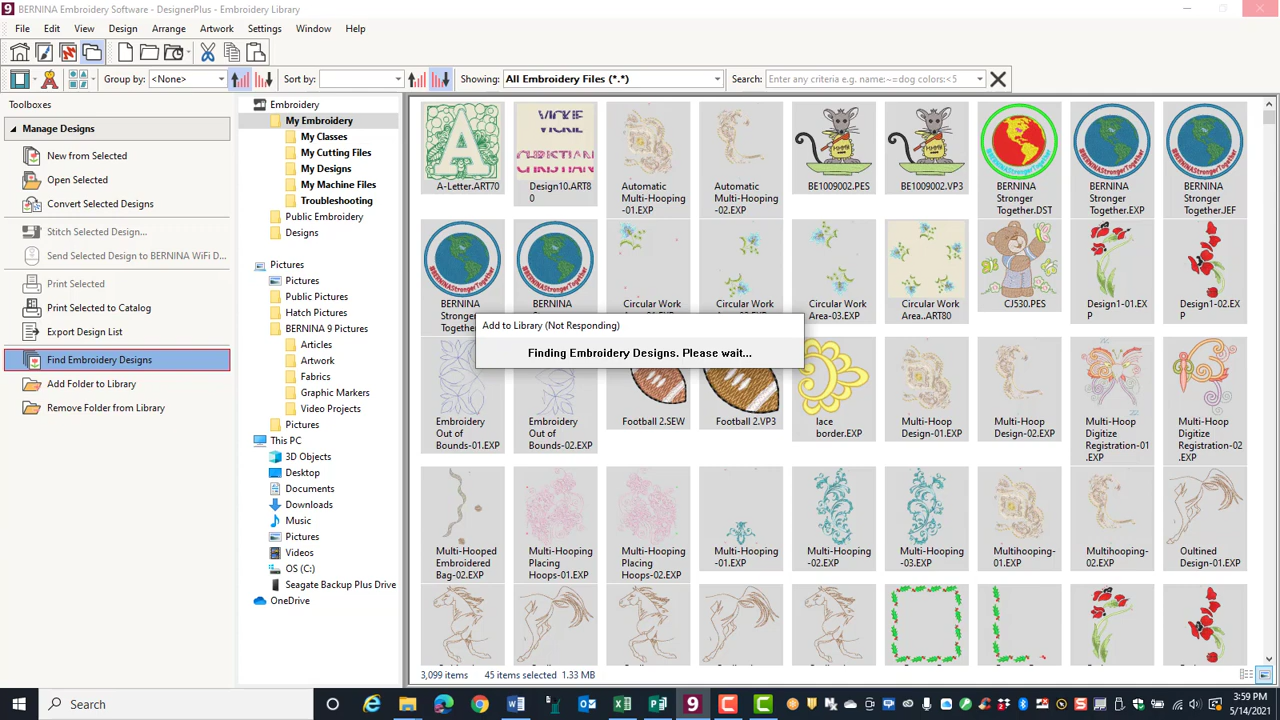 BERNINA Embroidery Software - DesignerPlus - Embroidery Library
File Edit View Design Arrange Artwork Settings Window Help
Group by: <None> Sort by: Showing: All Embroidery Files (*.*) Search: Enter any criteria e.g. name:~=dog colors:<5
Toolboxes
Manage Designs
New from Selected
Open Selected
Convert Selected Designs
Stitch Selected Design...
Send Selected Design to BERNINA WiFi D...
Print Selected
Print Selected to Catalog
Export Design List
Find Embroidery Designs
Add Folder to Library
Remove Folder from Library
Embroidery
My Embroidery
My Classes
My Cutting Files
My Designs
My Machine Files
Troubleshooting
Public Embroidery
Designs
Pictures
Pictures
Public Pictures
Hatch Pictures
BERNINA 9 Pictures
Articles
Artwork
Fabrics
Graphic Markers
Video Projects
Pictures
This PC
3D Objects
Desktop
Documents
Downloads
Music
Pictures
Videos
OS (C:)
Seagate Backup Plus Drive
OneDrive
A-Letter.ART70
VICKIE
CHRISTIAN
Design10.ART8
0
Automatic
Multi-Hooping
-01.EXP
Automatic
Multi-Hooping
-02.EXP
BE1009002.PES
BE1009002.VP3
BERNINA
Stronger
Together.DST
BERNINA
Stronger
Together.EXP
BERNINA
Stronger
Together.JEF
BERNINAStrongerTogether
BERNINA
Stronger
Togethe
BERNINAStrongerTogether
BERNINA
Circular Work
Circular Work
Circular Work
Area-03.EXP
Circular Work
Area..ART80
CJ530.PES
Design1-01.EX
P
Design1-02.EX
P
Add to Library (Not Responding)
Finding Embroidery Designs. Please wait...
Embroidery
Out of
Bounds-01.EXP
Embroidery
Out of
Bounds-02.EXP
Football 2.SEW
Football 2.VP3
lace
border.EXP
Multi-Hoop
Design-01.EXP
Multi-Hoop
Design-02.EXP
Multi-Hoop
Digitize
Registration-01
.EXP
Multi-Hoop
Digitize
Registration-02
.EXP
Multi-Hooped
Embroidered
Bag-02.EXP
Multi-Hooping
Placing
Hoops-01.EXP
Multi-Hooping
Placing
Hoops-02.EXP
Multi-Hooping
-01.EXP
Multi-Hooping
-02.EXP
Multi-Hooping
-03.EXP
Multihooping-
01.EXP
Multihooping-
02.EXP
Oultined
Design-01.EXP
3,099 items 45 items selected 1.33 MB
Search
3:59 PM
5/14/2021